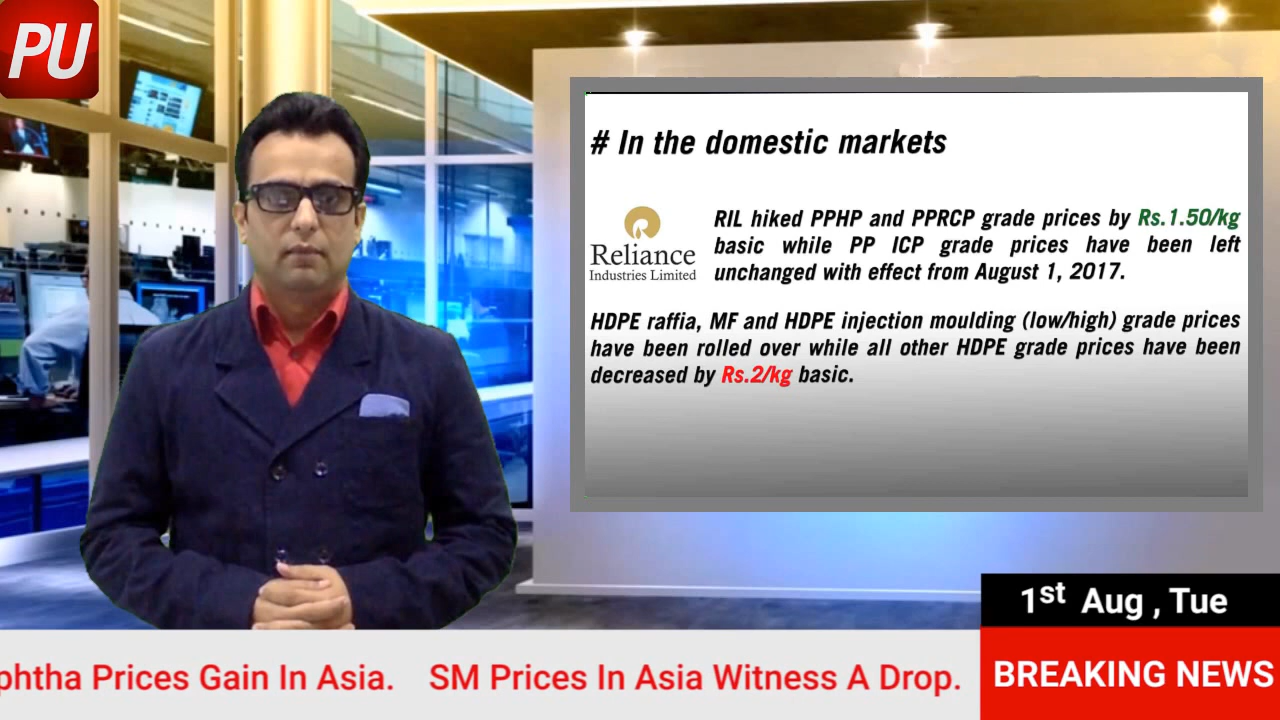 PU
# In the domestic markets
Reliance
Industries Limited
RIL hiked PPHP and PPRCP grade prices by Rs.1.50/kg
basic while PP ICP grade prices have been left
unchanged with effect from August 1, 2017.
HDPE raffia, MF and HDPE injection moulding (low/high) grade prices
have been rolled over while all other HDPE grade prices have been
decreased by Rs.2/kg basic.
1st Aug , Tue
phtha Prices Gain In Asia. SM Prices In Asia Witness A Drop.
BREAKING NEWS